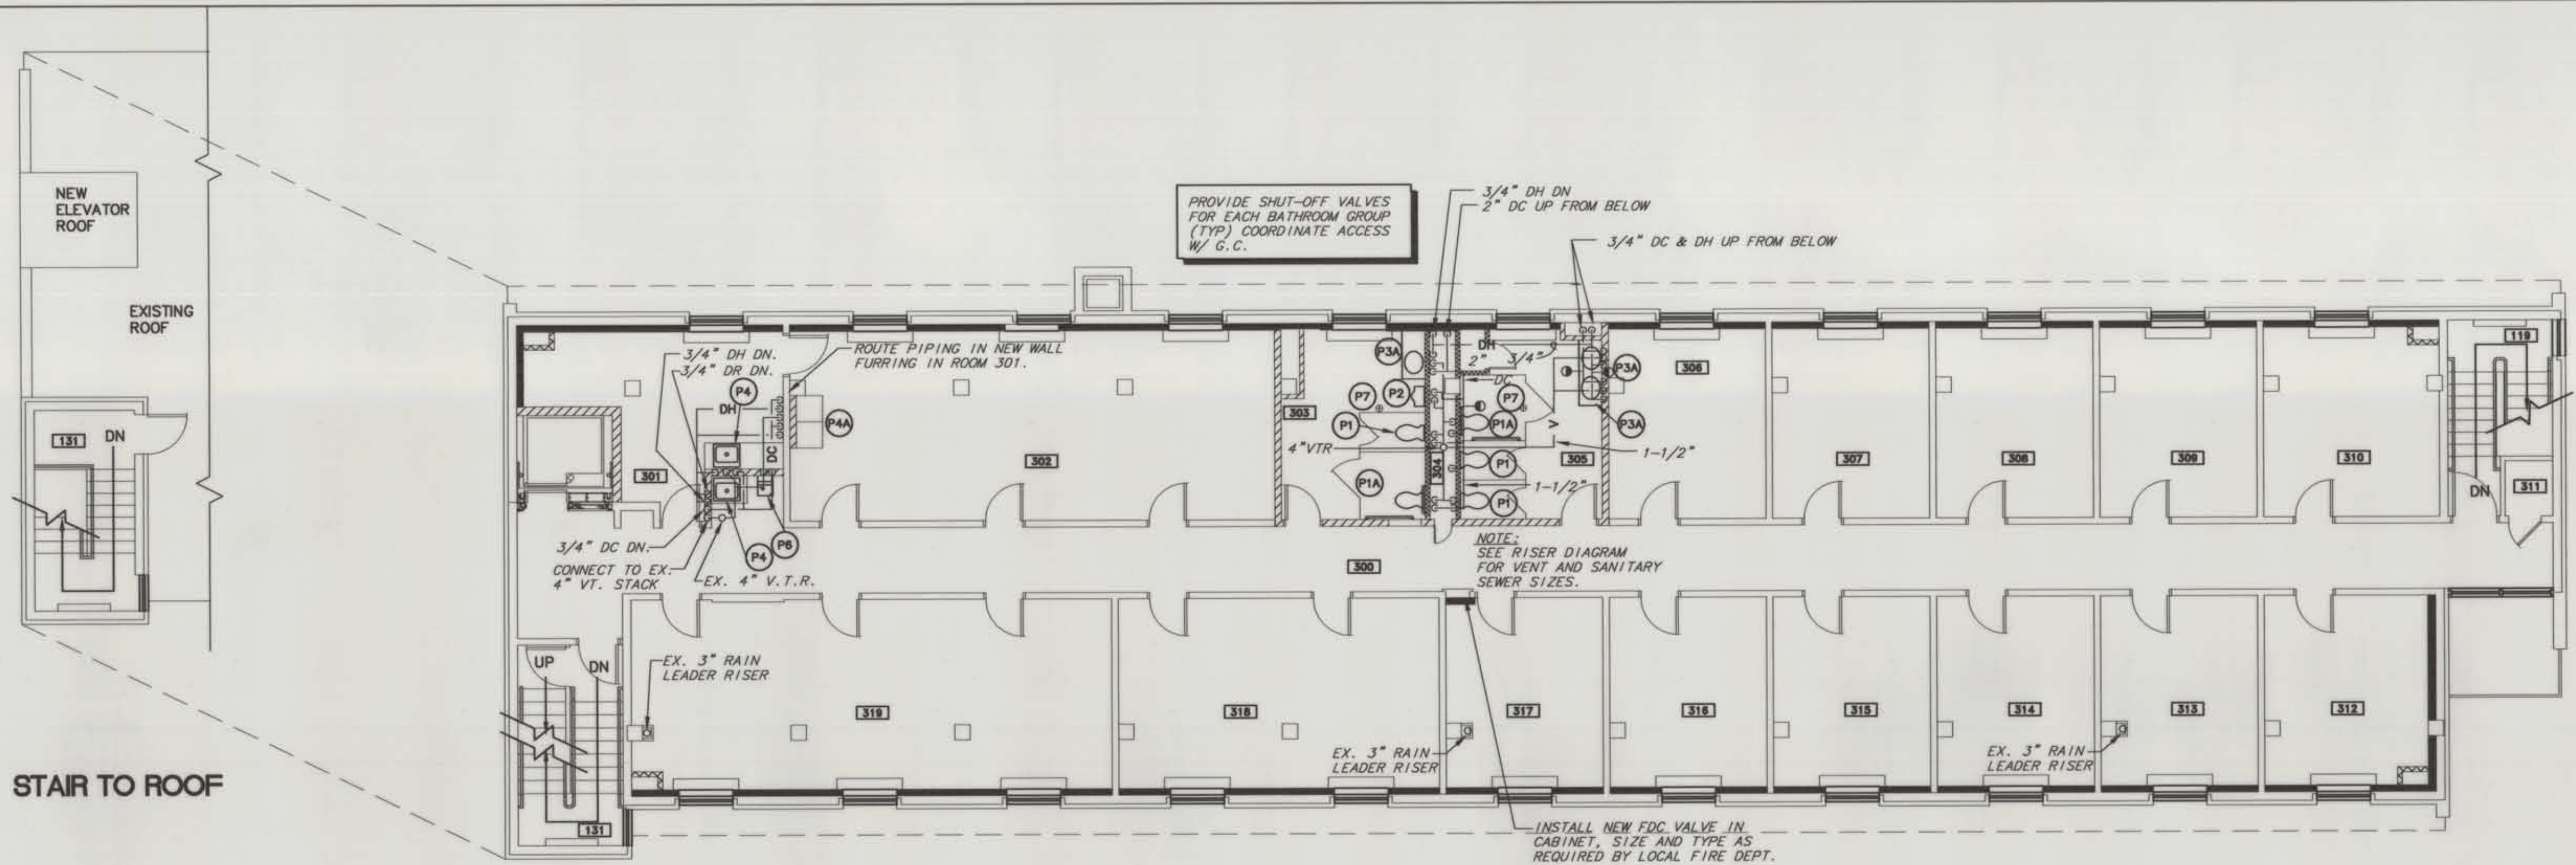 NEW
ELEVATOR
ROOF
EXISTING
ROOF
131
DN
STAIR TO ROOF
PROVIDE SHUT-OFF VALVES
FOR EACH BATHROOM GROUP
(TYP) COORDINATE ACCESS
W/ G.C.
3/4" DH DN
2" DC UP FROM BELOW
3/4" DC & DH UP FROM BELOW
3/4" DH DN.
3/4" DR DN.
ROUTE PIPING IN NEW WALL
FURRING IN ROOM 301.
P4
DH
P4A
DC
301
302
3/4" DC DN.
CONNECT TO EX.
4" VT. STACK
EX. 4" V.T.R.
P4
P6
303
P3A
P7
P2
P1
4"VTR
P1A
304
DH
2"
3/4"
DC
P7
P1A
V
P3A
P3A
1-1/2"
P1
305
1-1/2"
P1
306
307
308
309
310
119
DN
311
300
NOTE:
SEE RISER DIAGRAM
FOR VENT AND SANITARY
SEWER SIZES.
UP
DN
EX. 3" RAIN
LEADER RISER
319
318
EX. 3" RAIN
LEADER RISER
317
316
315
314
EX. 3" RAIN
LEADER RISER
313
312
131
INSTALL NEW FDC VALVE IN
CABINET, SIZE AND TYPE AS
REQUIRED BY LOCAL FIRE DEPT.